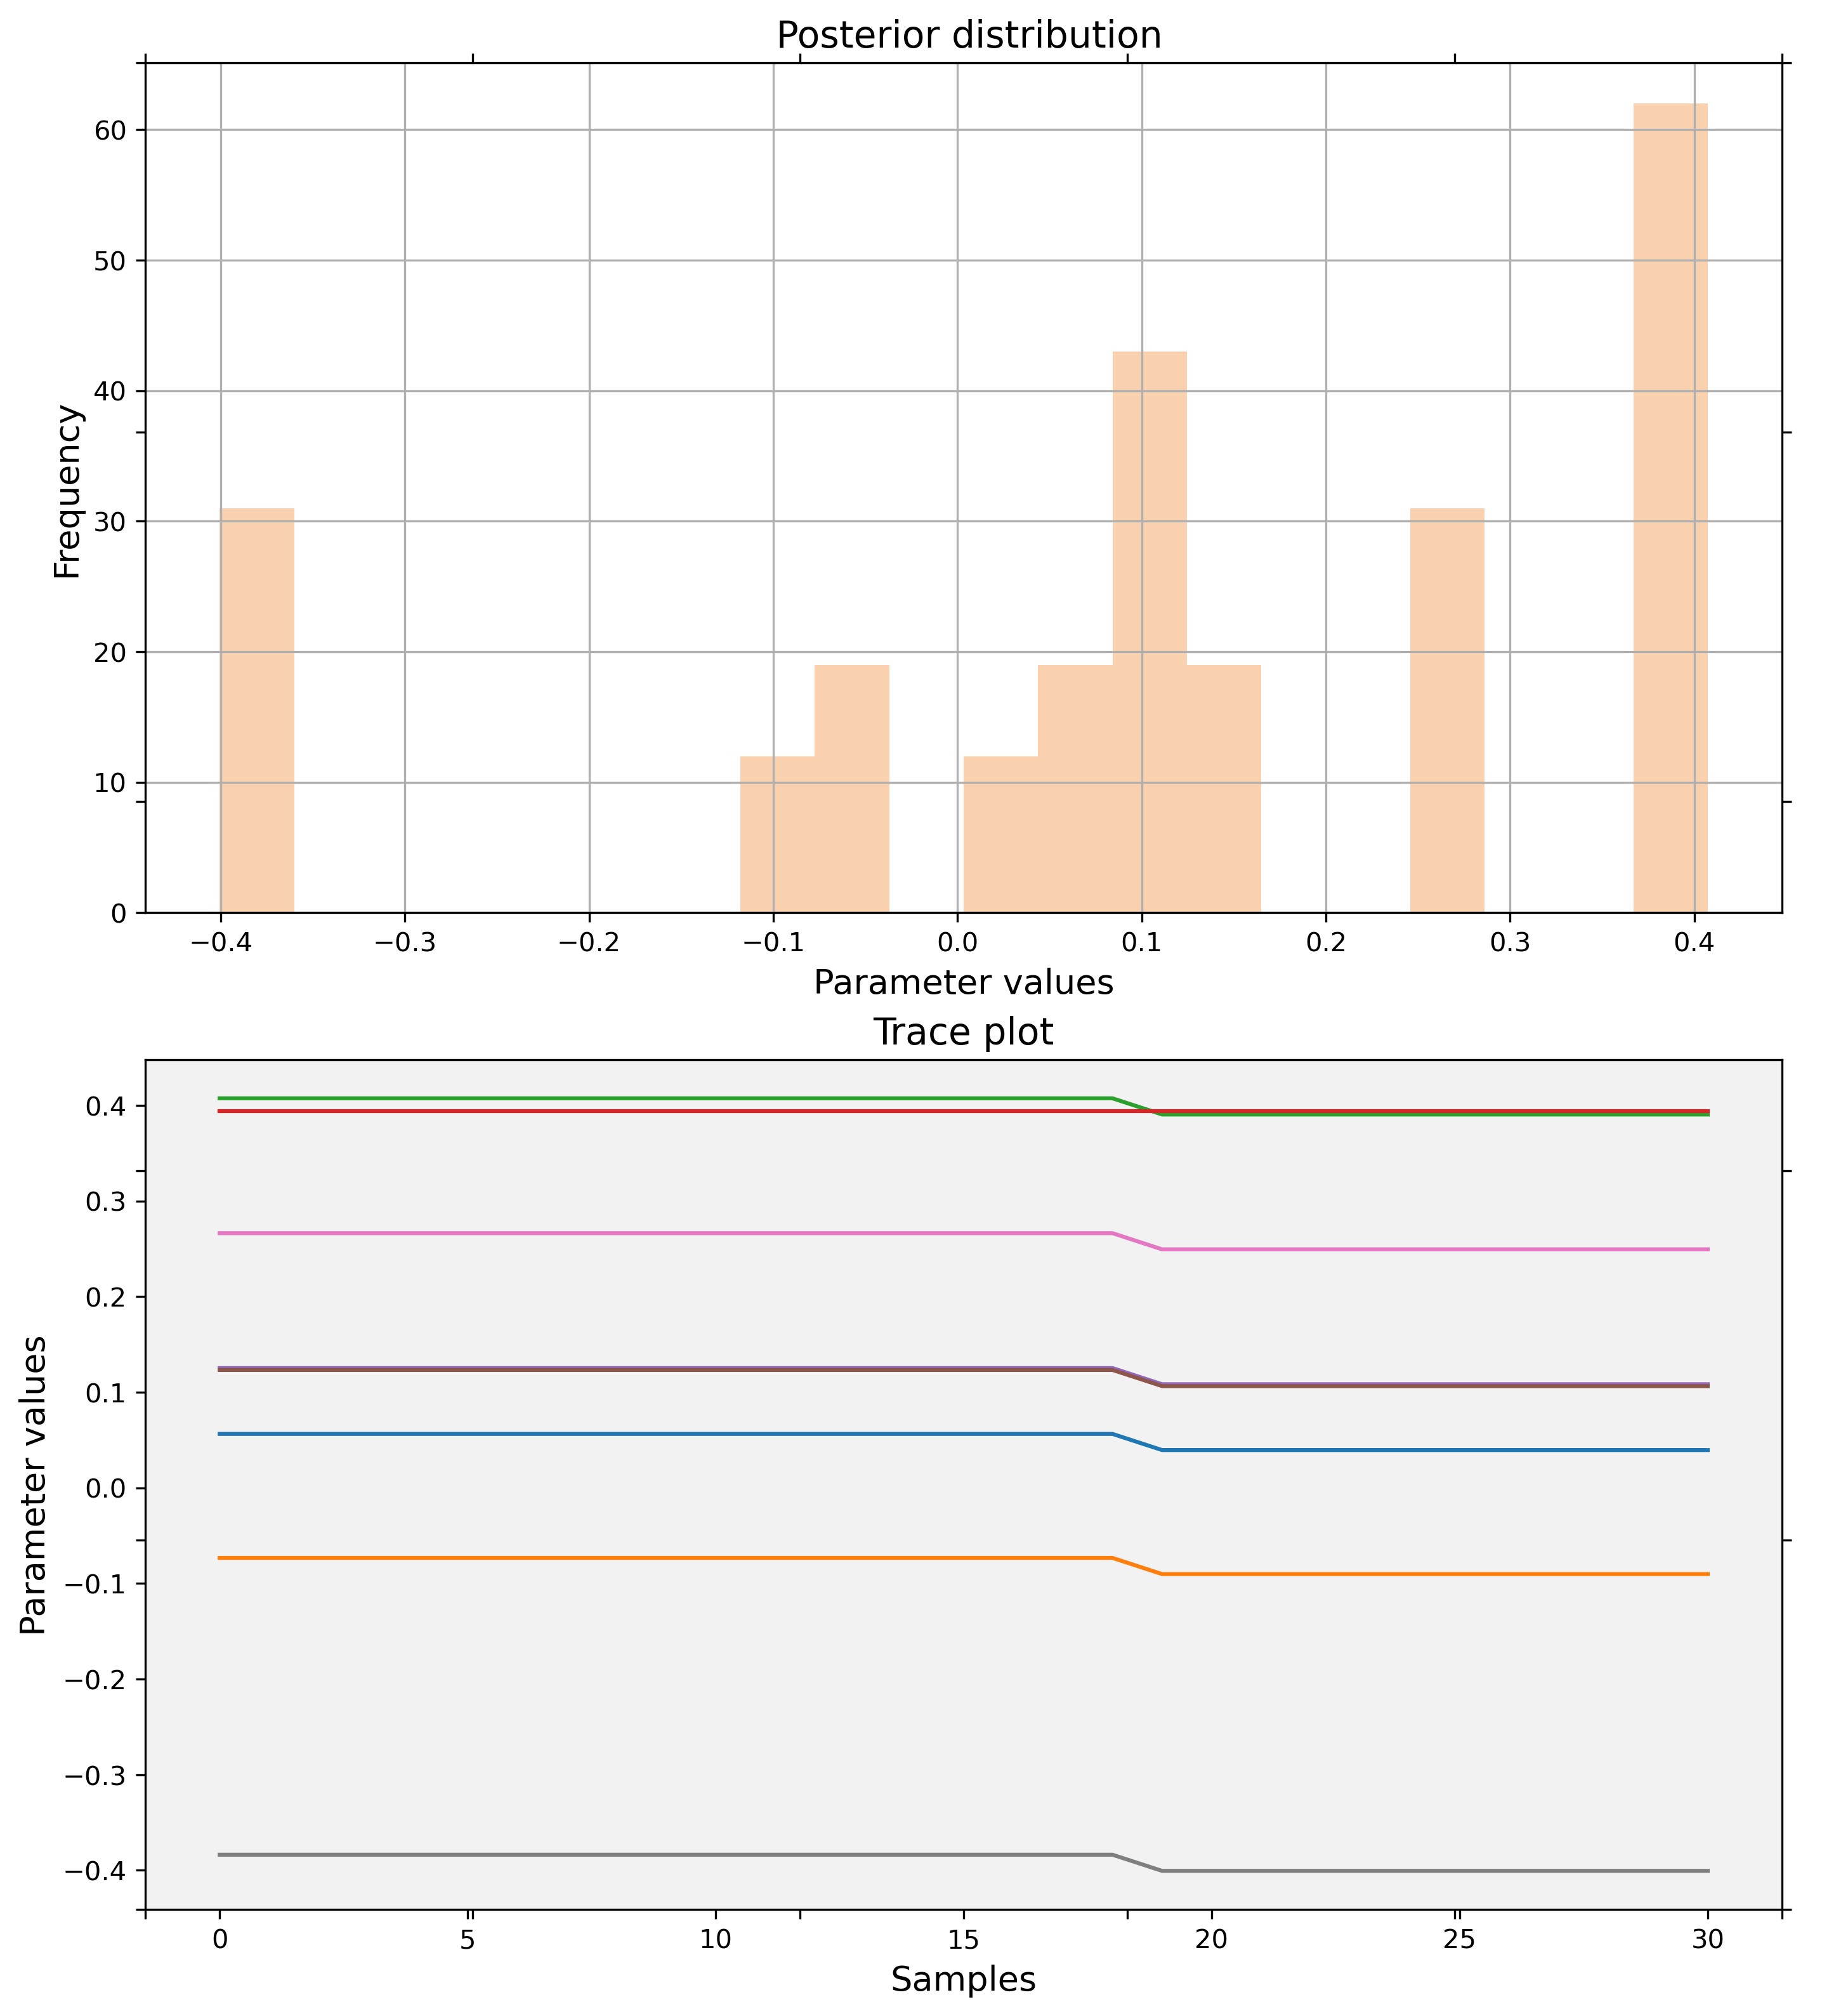 Posterior distribution
Frequency
60
50
40
30
20
10
0
−0.4 −0.3 −0.2 −0.1 0.0 0.1 0.2 0.3 0.4
Parameter values
Trace plot
Parameter values
0.4
0.3
0.2
0.1
0.0
−0.1
−0.2
−0.3
−0.4
0 5 10 15 20 25 30
Samples